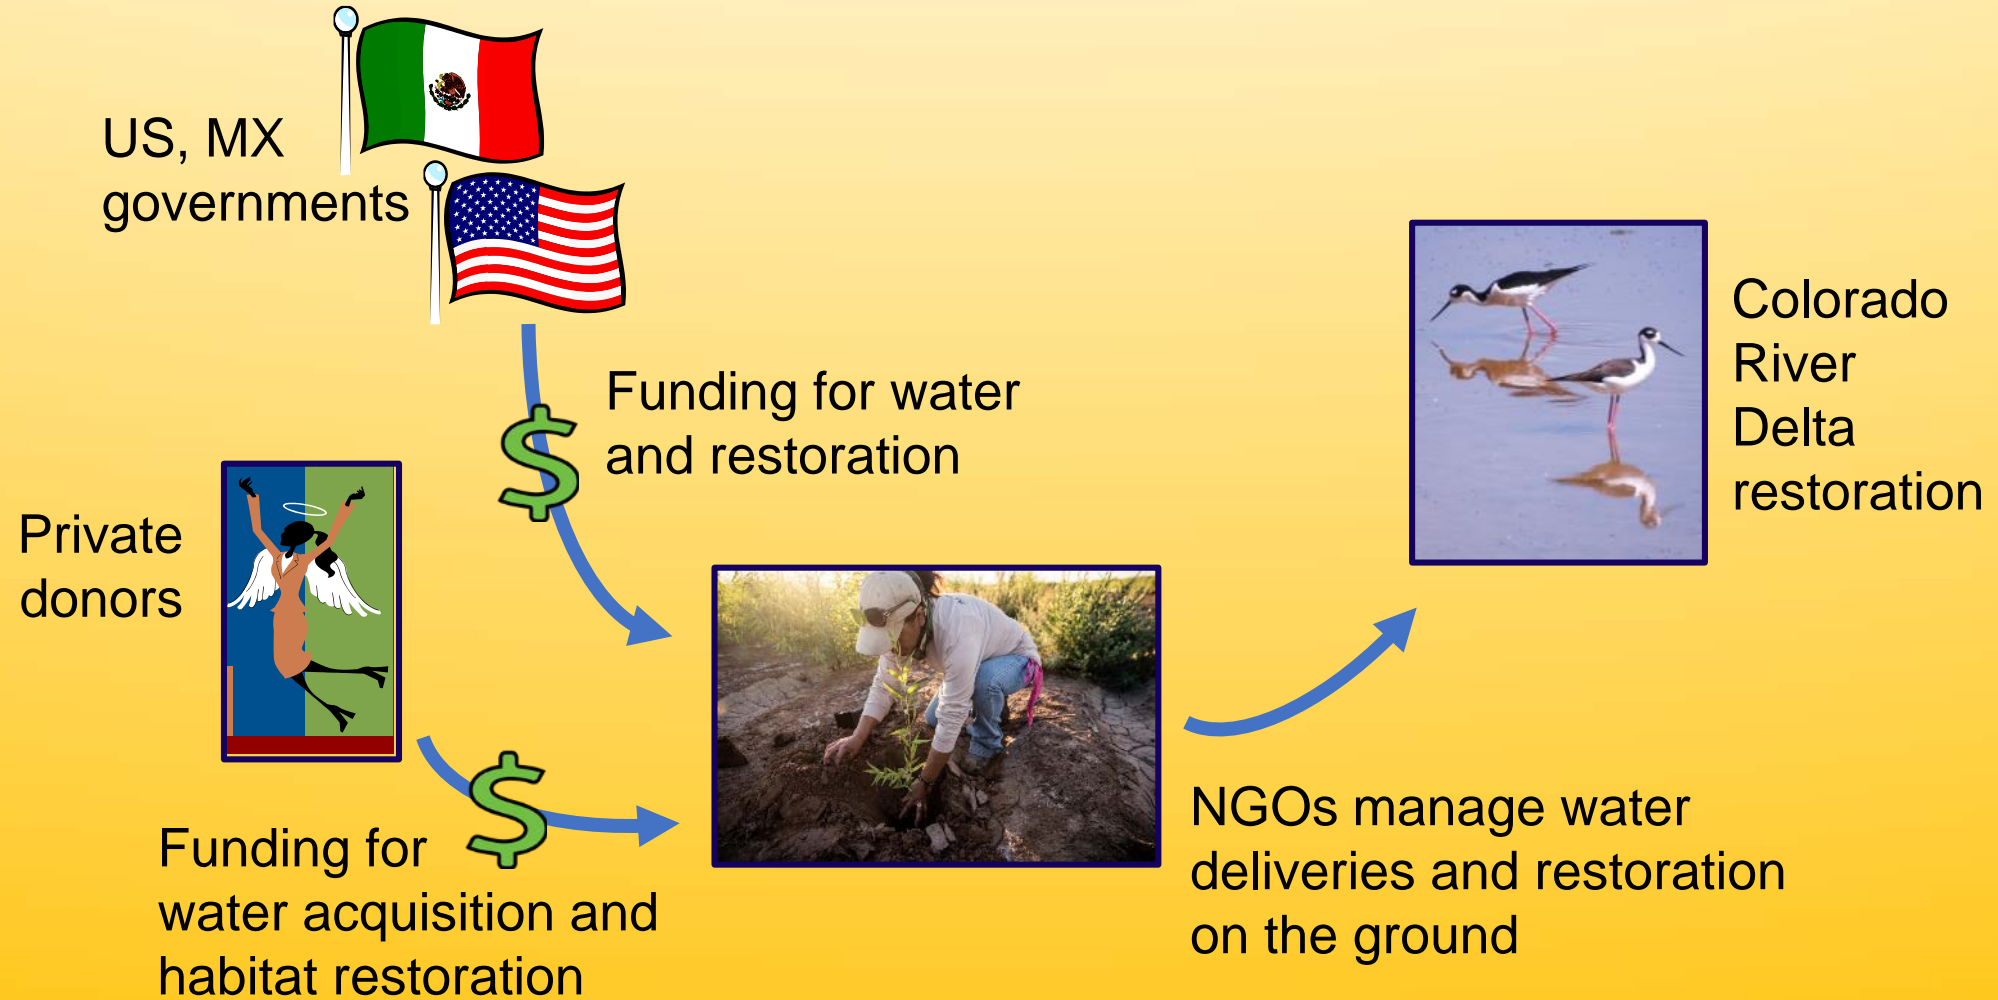 US, MX
governments
Funding for water
and restoration
Private
donors
Funding for
water acquisition and
habitat restoration
NGOs manage water
deliveries and restoration
on the ground
Colorado
River
Delta
restoration